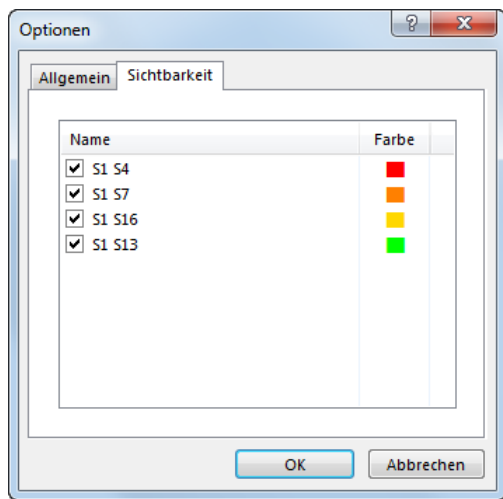 Optionen
Allgemein Sichtbarkeit
Name Farbe
S1 S4
S1 S7
S1 S16
S1 S13
OK Abbrechen